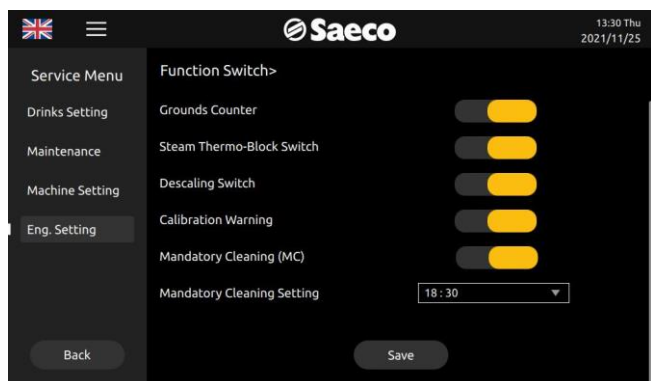 Saeco
13:30 Thu
2021/11/25
Service Menu
Drinks Setting
Maintenance
Machine Setting
Eng. Setting
Back
Function Switch>
Grounds Counter
Steam Thermo-Block Switch
Descaling Switch
Calibration Warning
Mandatory Cleaning (MC)
Mandatory Cleaning Setting
18 : 30
Save